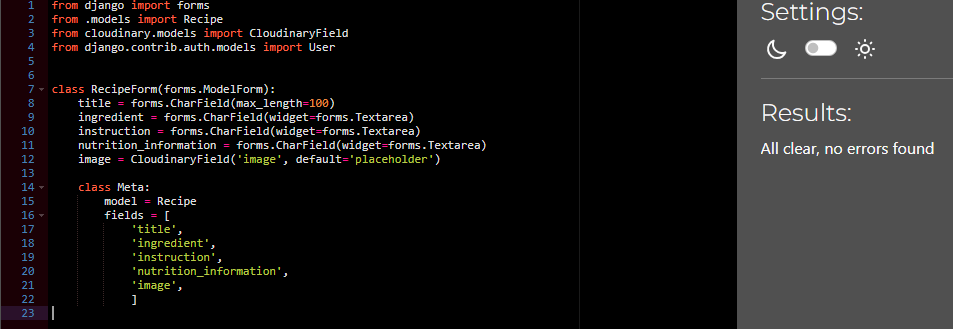 1 from django import forms
2 from .models import Recipe
3 from cloudinary.models import CloudinaryField
4 from django.contrib.auth.models import User
5
6
7 class RecipeForm(forms.ModelForm):
8     title = forms.CharField(max_length=100)
9     ingredient = forms.CharField(widget=forms.Textarea)
10     instruction = forms.CharField(widget=forms.Textarea)
11     nutrition_information = forms.CharField(widget=forms.Textarea)
12     image = CloudinaryField('image', default='placeholder')
13
14     class Meta:
15         model = Recipe
16         fields = [
17             'title',
18             'ingredient',
19             'instruction',
20             'nutrition_information',
21             'image',
22             ]
23
Settings:
Results:
All clear, no errors found